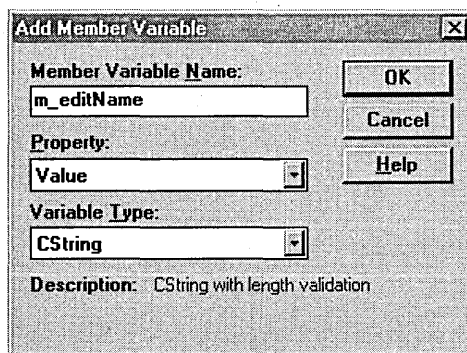 Add Member Variable
Member Variable Name:
OK
m_editName
Cancel
Property:
Help
Value
Variable Type:
CString
Description: CString with length validation